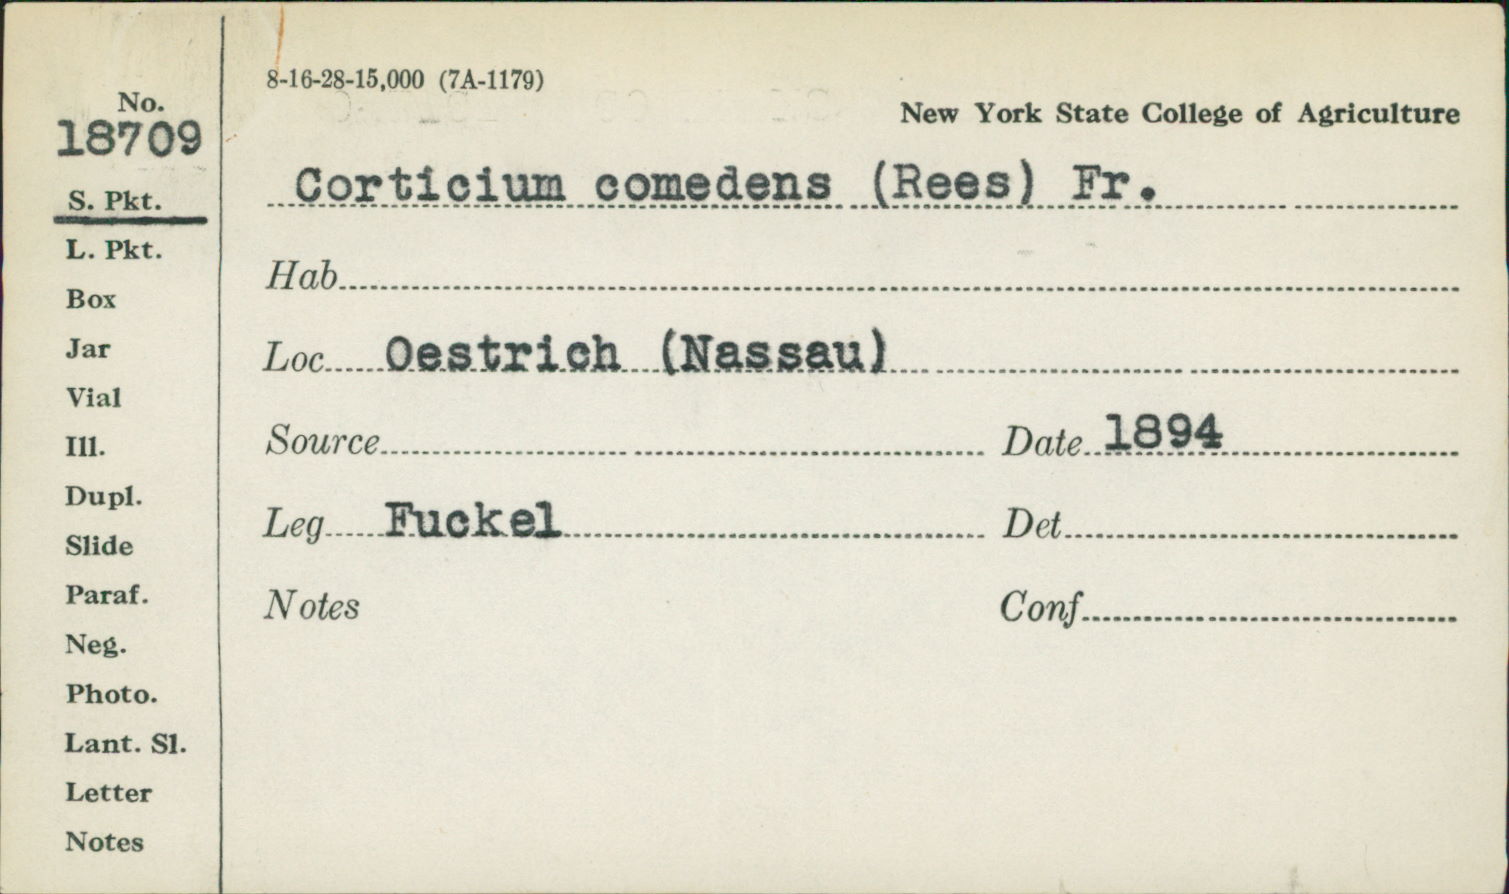 8-16-28-15,000 (7A-1179)
New York State College of Agriculture
No.
18709
S. Pkt.
L. Pkt.
Box
Jar
Vial
Ill.
Dupl.
Slide
Paraf.
Neg.
Photo.
Lant. Sl.
Letter
Notes
Corticium comedens (Rees) Fr.
Hab
Loc Oestrich (Nassau)
Source Date 1894
Leg Fuckel Det
Notes Conf